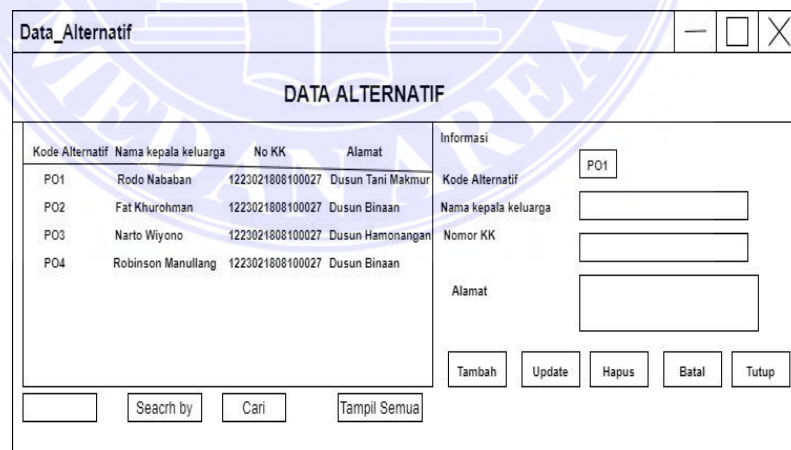 Data_Alternatif
DATA ALTERNATIF
Kode Alternatif Nama kepala keluarga No KK Alamat
PO1 Rodo Nababan 1223021808100027 Dusun Tani Makmur
PO2 Fat Khurohman 1223021808100027 Dusun Binaan
PO3 Narto Wiyono 1223021808100027 Dusun Hamonangan
PO4 Robinson Manullang 1223021808100027 Dusun Binaan
Informasi
Kode Alternatif PO1
Nama kepala keluarga
Nomor KK
Alamat
Tambah Update Hapus Batal Tutup
Seacrh by Cari Tampil Semua
MEDAN AREA